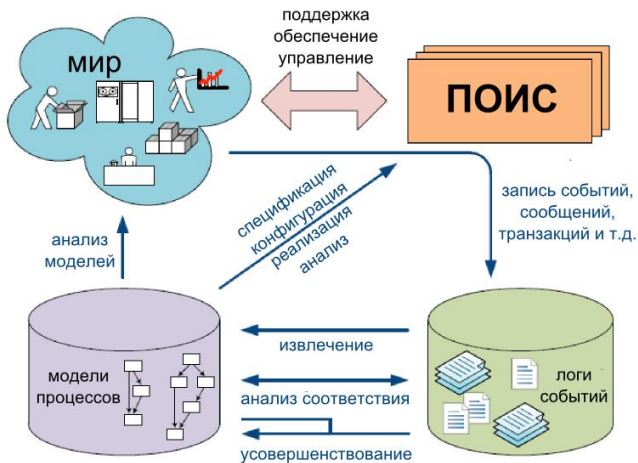 поддержка
обеспечение
управление
мир
ПОИС
спецификация
конфигурация
реализация
анализ
запись событий,
сообщений,
транзакций и т.д.
анализ
моделей
модели
процессов
извлечение
анализ соответствия
усовершенствование
логи
событий